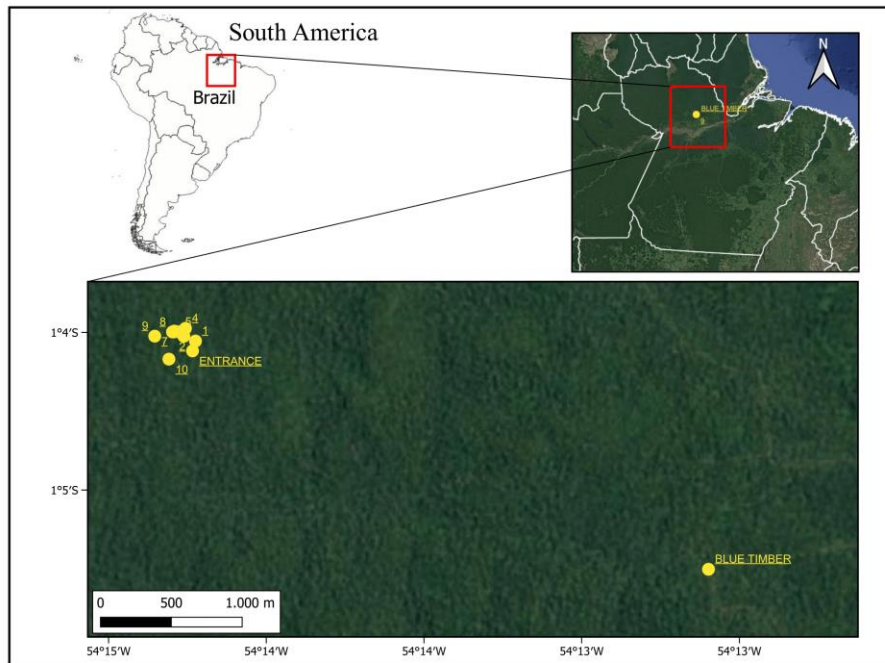 South America
Brazil
N
BLUE TIMBER
9
1°4'S
9
8
5
4
1
7
2
ENTRANCE
10
1°5'S
BLUE TIMBER
0 500 1.000 m
54°15'W
54°14'W
54°14'W
54°13'W
54°13'W